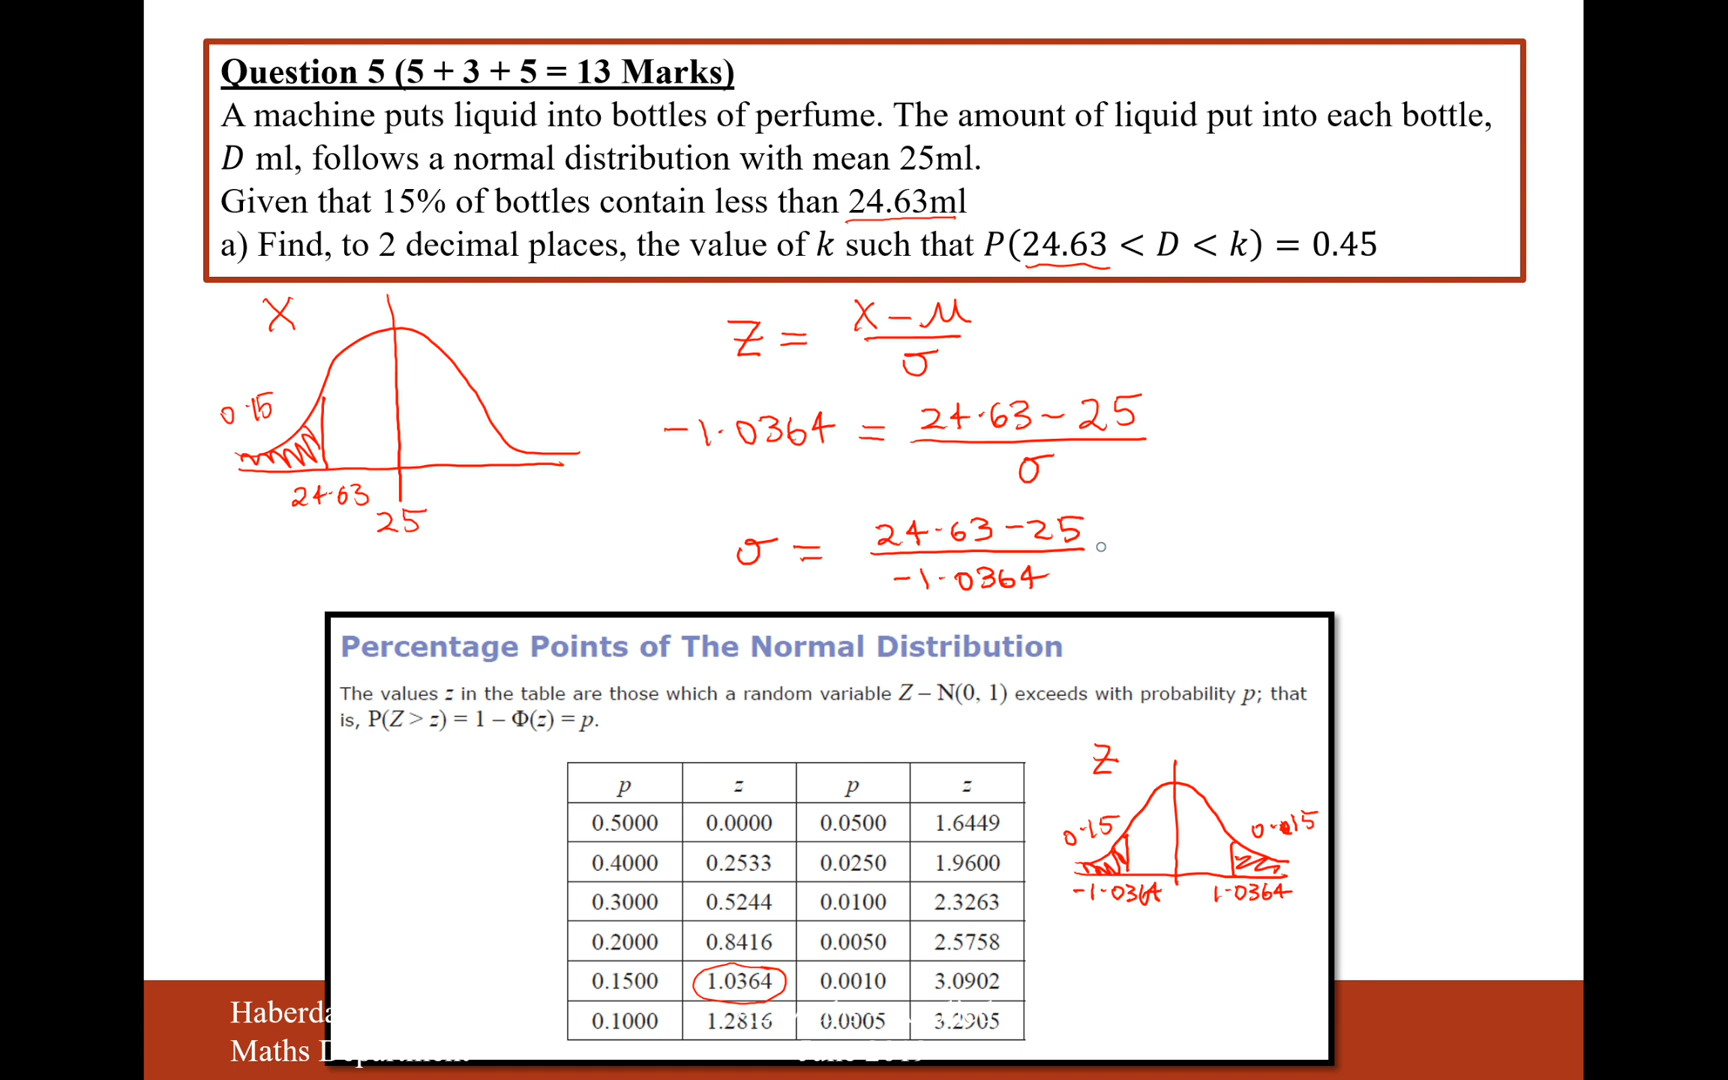 Question 5 (5 + 3 + 5 = 13 Marks)
A machine puts liquid into bottles of perfume. The amount of liquid put into each bottle,
D ml, follows a normal distribution with mean 25ml.
Given that 15% of bottles contain less than 24.63ml
a) Find, to 2 decimal places, the value of k such that P(24.63 < D < k) = 0.45
X
0.15
24.63
25
Z = X - μ / σ
-1.0364 = 24.63 - 25 / σ
σ = 24.63 - 25 / -1.0364
Percentage Points of The Normal Distribution
The values z in the table are those which a random variable Z – N(0, 1) exceeds with probability p; that
is, P(Z > z) = 1 – Φ(z) = p.
p z p z
0.5000 0.0000 0.0500 1.6449
0.4000 0.2533 0.0250 1.9600
0.3000 0.5244 0.0100 2.3263
0.2000 0.8416 0.0050 2.5758
0.1500 1.0364 0.0010 3.0902
0.1000 1.2816 0.0005 3.2905
Z
0.15 0.15
-1.0364 1.0364
Maths